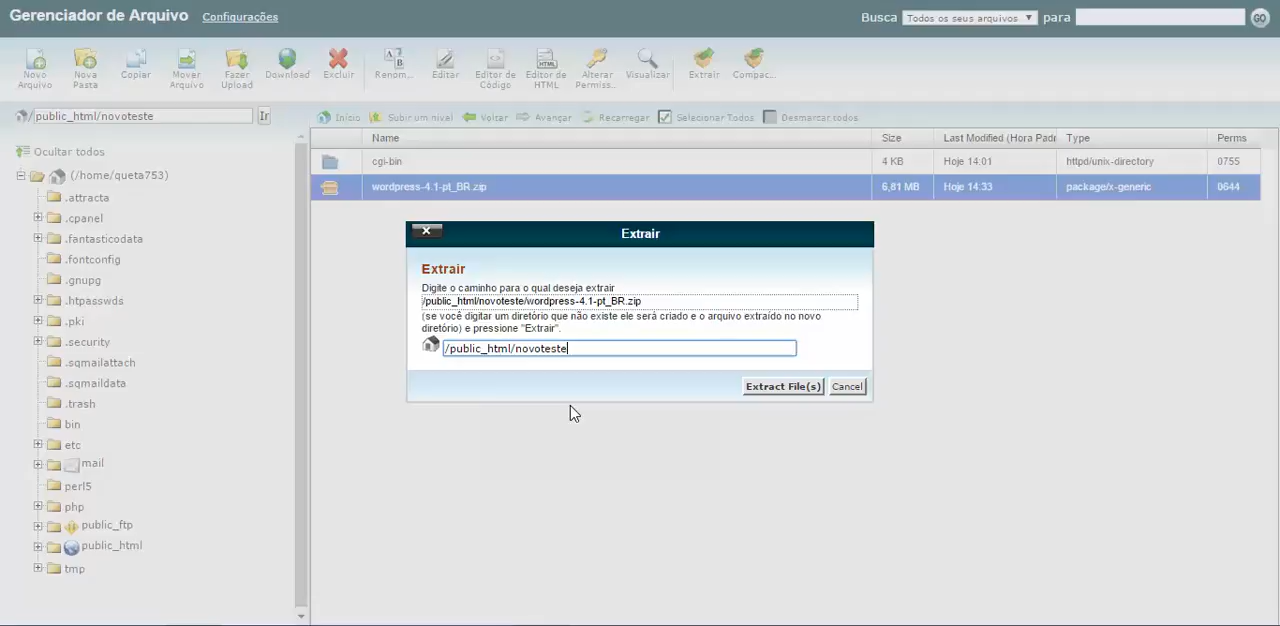 Gerenciador de Arquivo Configurações Busca Todos os seus arquivos para GO
Novo Arquivo
Nova Pasta
Copiar
Mover Arquivo
Fazer Upload
Download
Excluir
Renom...
Editar
Editor de Código
Editor de HTML
Alterar Permiss...
Visualizar
Extrair
Compac...
/ public_html/novoteste Ir
Início Subir um nível Voltar Avançar Recarregar Selecionar Todos Desmarcar todos
Name Size Last Modified (Hora Padr Type Perms
cgi-bin 4 KB Hoje 14:01 httpd/unix-directory 0755
wordpress-4.1-pt_BR.zip 6,81 MB Hoje 14:33 package/x-generic 0644
Ocultar todos
(/home/queta753)
.attracta
.cpanel
.fantasticodata
.fontconfig
.gnupg
.htpasswds
.pki
.security
.sqmailattach
.sqmaildata
.trash
bin
etc
mail
perl5
php
public_ftp
public_html
tmp
Extrair
Extrair
Digite o caminho para o qual deseja extrair
/public_html/novoteste/wordpress-4.1-pt_BR.zip
(se você digitar um diretório que não existe ele será criado e o arquivo extraído no novo
diretório) e pressione "Extrair".
/public_html/novoteste
Extract File(s) Cancel